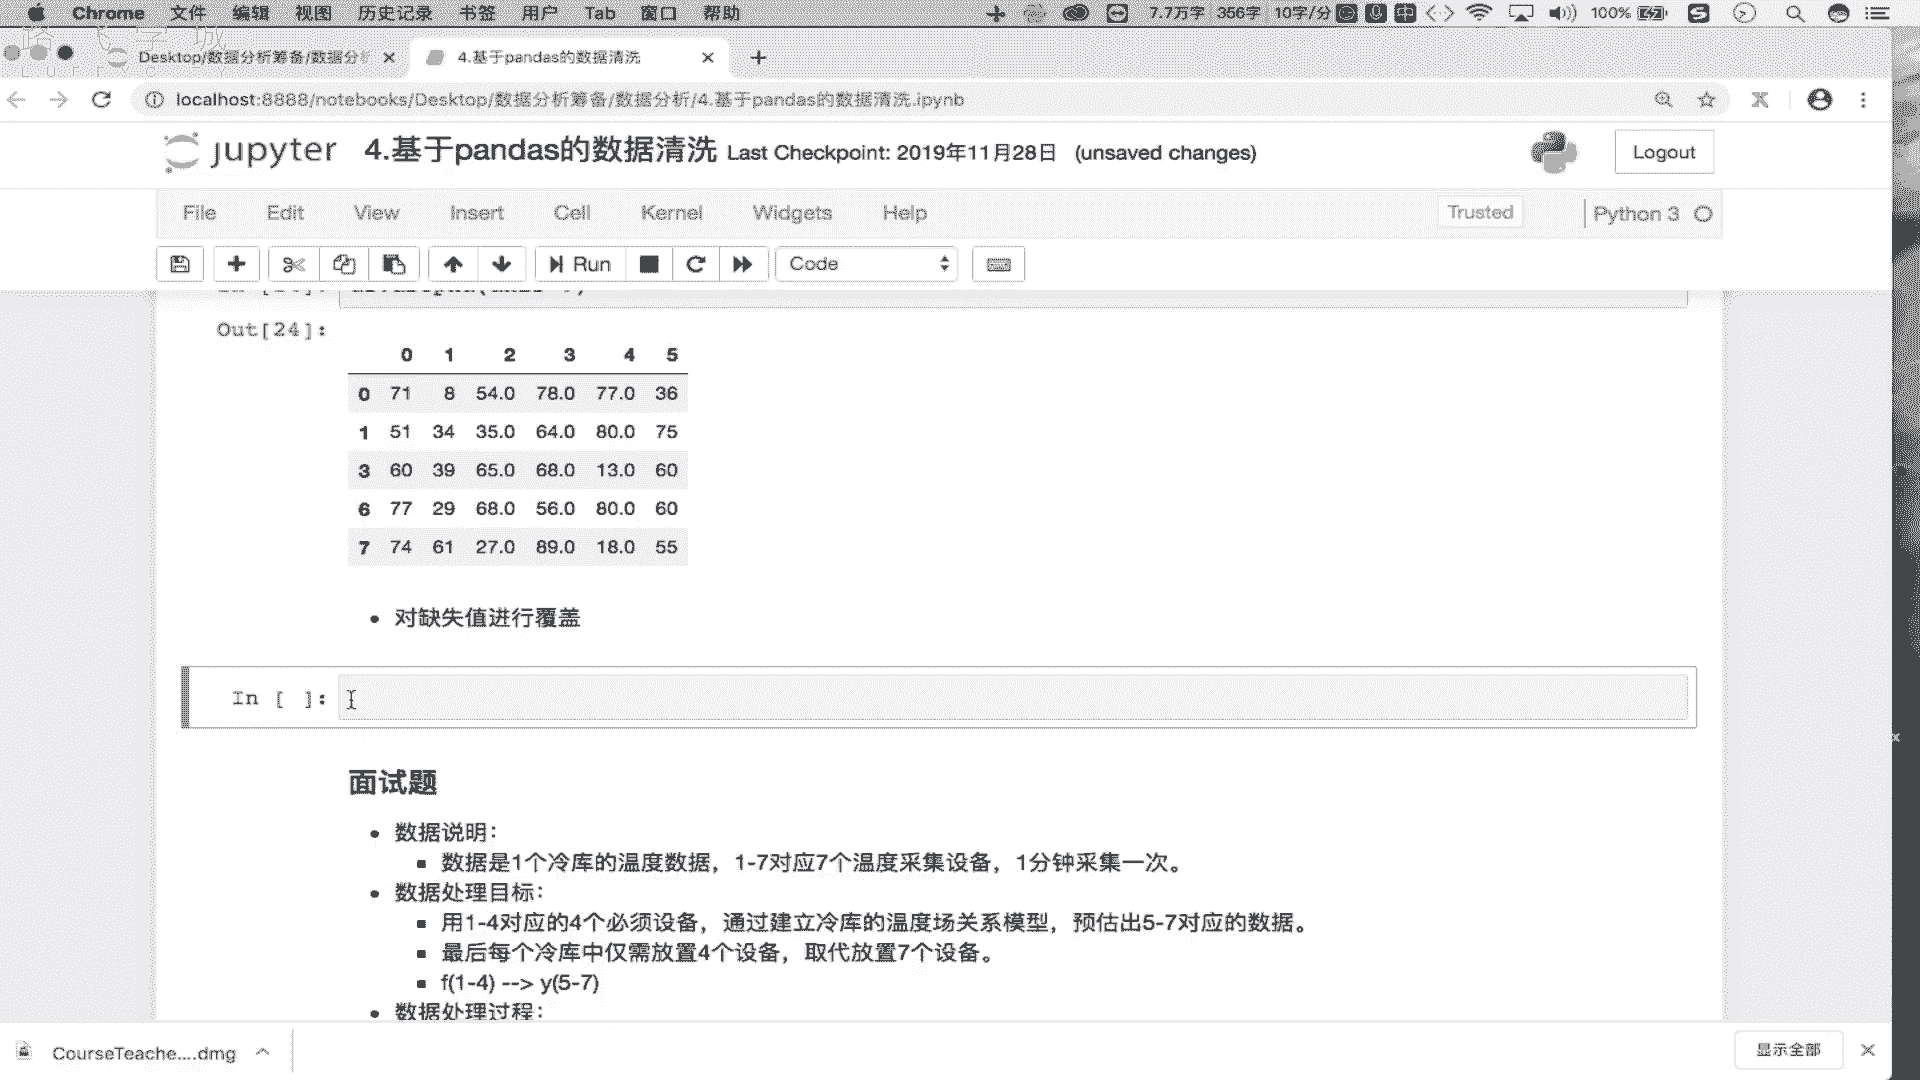 Chrome 文件 编辑 视图 历史记录 书签 用户 Tab 窗口 帮助 7.7万字 356字 10字/分 100%
Desktop/数据分析筹备/数据分析 4.基于pandas的数据清洗
localhost:8888/notebooks/Desktop/数据分析筹备/数据分析/4.基于pandas的数据清洗.ipynb
jupyter 4.基于pandas的数据清洗 Last Checkpoint: 2019年11月28日 (unsaved changes) Logout
File Edit View Insert Cell Kernel Widgets Help Trusted Python 3
Run Code
Out[24]:
0 1 2 3 4 5
0 71 8 54.0 78.0 77.0 36
1 51 34 35.0 64.0 80.0 75
3 60 39 65.0 68.0 13.0 60
6 77 29 68.0 56.0 80.0 60
7 74 61 27.0 89.0 18.0 55
• 对缺失值进行覆盖
In [ ]:
面试题
• 数据说明：
▪ 数据是1个冷库的温度数据，1-7对应7个温度采集设备，1分钟采集一次。
• 数据处理目标：
▪ 用1-4对应的4个必须设备，通过建立冷库的温度场关系模型，预估出5-7对应的数据。
▪ 最后每个冷库中仅需放置4个设备，取代放置7个设备。
▪ f(1-4) --> y(5-7)
• 数据处理过程：
CourseTeache....dmg 显示全部